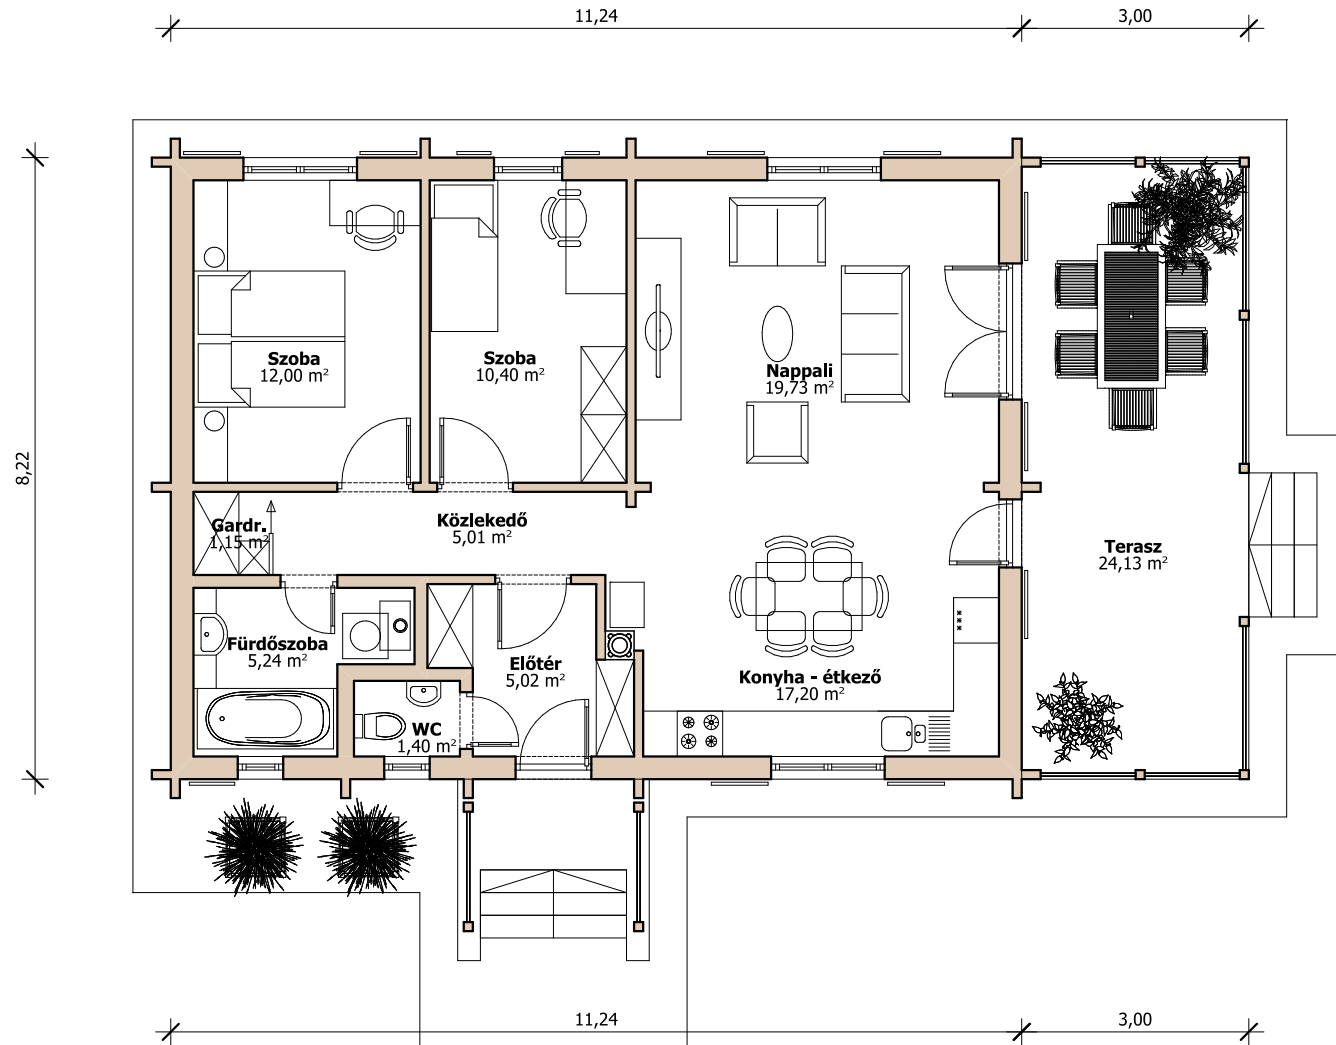 11,24
3,00
8,22
Szoba
12,00 m²
Szoba
10,40 m²
Nappali
19,73 m²
Gardr.
1,15 m²
Közlekedő
5,01 m²
Terasz
24,13 m²
Fürdőszoba
5,24 m²
Előtér
5,02 m²
Konyha - étkező
17,20 m²
WC
1,40 m²
11,24
3,00